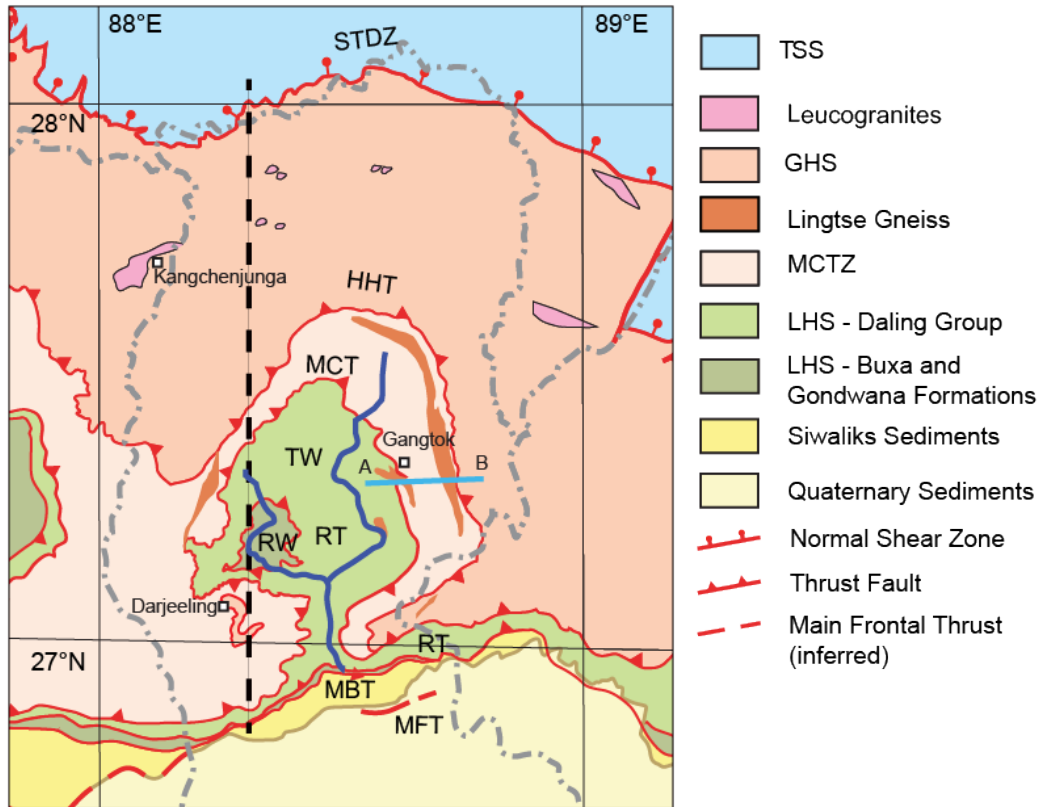 88°E
89°E
STDZ
28°N
Kangchenjunga
HHT
MCT
Gangtok
TW
A
B
RW
RT
Darjeeling
27°N
RT
MBT
MFT
TSS
Leucogranites
GHS
Lingtse Gneiss
MCTZ
LHS - Daling Group
LHS - Buxa and
Gondwana Formations
Siwaliks Sediments
Quaternary Sediments
Normal Shear Zone
Thrust Fault
Main Frontal Thrust
(inferred)